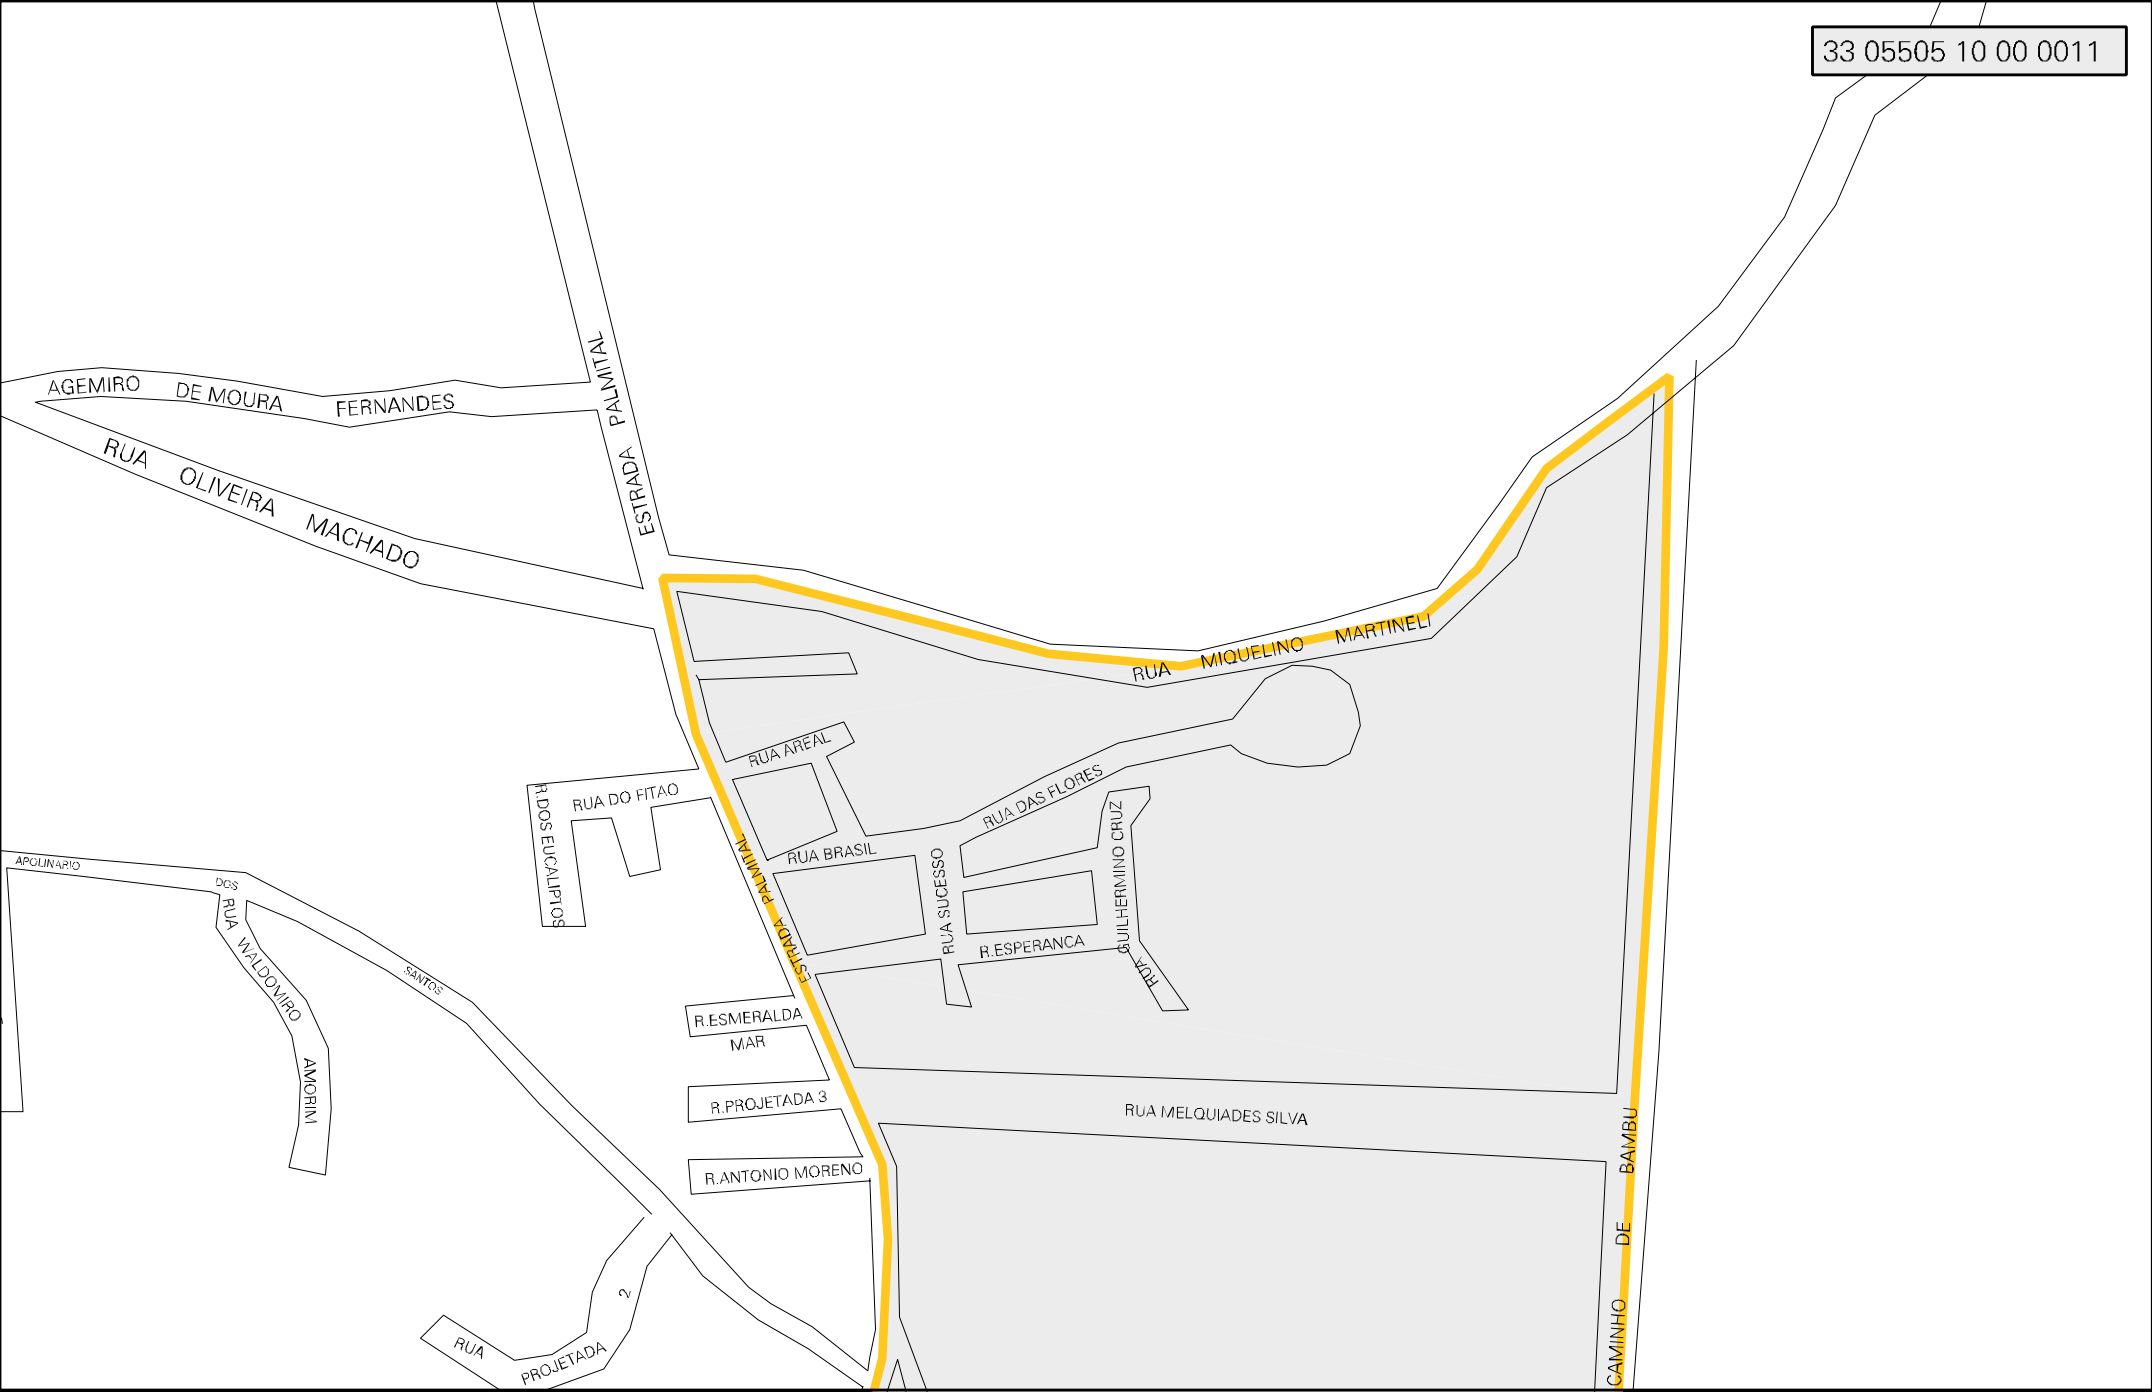 33 05505 10 00 0011
ESTRADA PALMITAL
AGEMIRO DE MOURA FERNANDES
RUA OLIVEIRA MACHADO
RUA MIQUELINO MARTINELI
RUA AREAL
RUA DO FITAO
R.DOS EUCALIPTOS
RUA DAS FLORES
RUA BRASIL
ESTRADA PALMITAL
RUA SUCESSO
RUA GUILHERMINO CRUZ
R.ESPERANCA
APOLINARIO DOS SANTOS
RUA WALDOMIRO AMORIM
R.ESMERALDA
MAR
R.PROJETADA 3
RUA MELQUIADES SILVA
R.ANTONIO MORENO
CAMINHO DE BAMBU
RUA PROJETADA 2